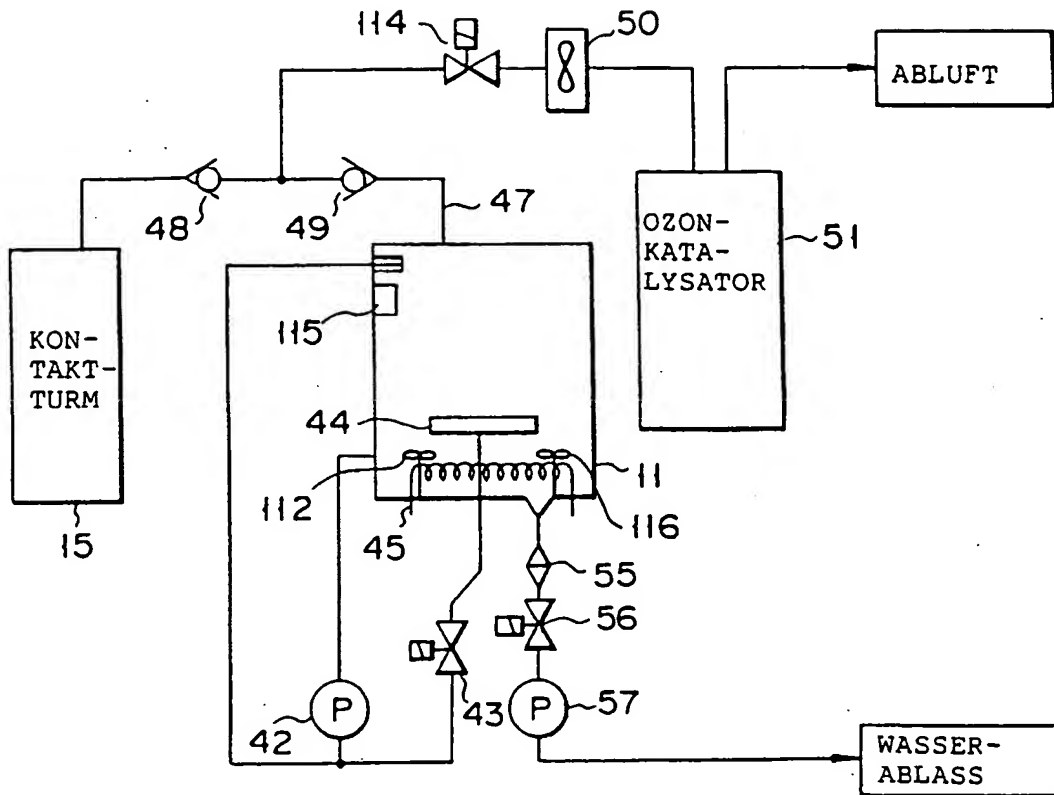 114
50
ABLUFT
48
49
47
OZON-
KATA-
LYSATOR
51
KON-
TAKT-
TURM
115
44
11
112
45
116
15
55
56
43
42
P
P
57
WASSER-
ABLASS